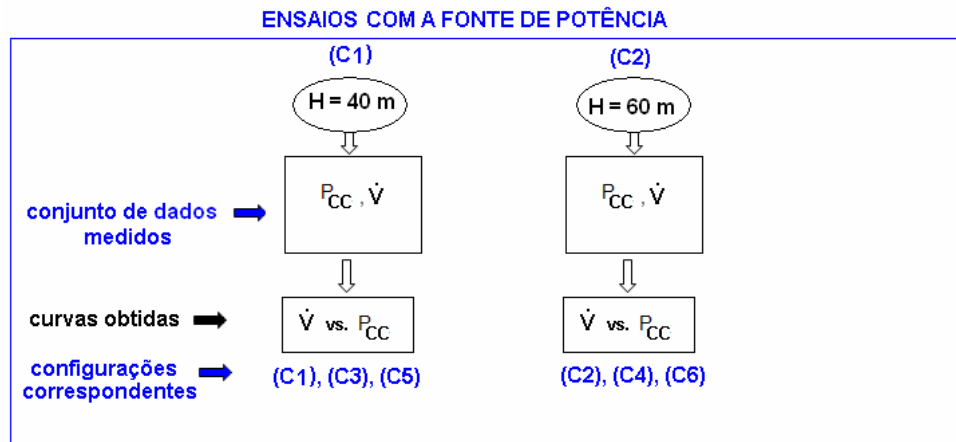 ENSAIOS COM A FONTE DE POTÊNCIA
(C1) (C2)
H = 40 m H = 60 m
PCC , V̇ PCC , V̇
conjunto de dados
medidos
curvas obtidas V̇ vs. PCC V̇ vs. PCC
configurações
correspondentes
(C1), (C3), (C5) (C2), (C4), (C6)